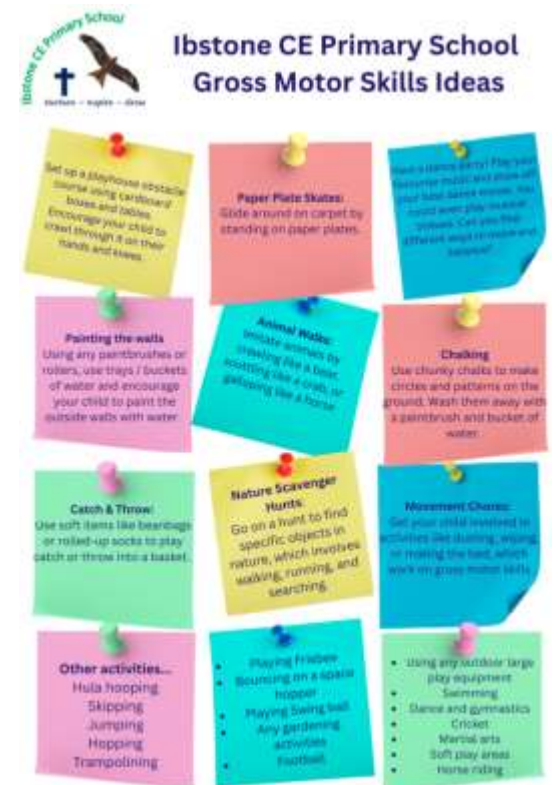 Ibstone CE Primary School
nurture - inspire - grow
Ibstone CE Primary School
Gross Motor Skills Ideas
Set up a playhouse obstacle
course using cardboard
boxes and tables.
Encourage your child to
crawl through it on their
hands and knees.
Paper Plate Skates:
Glide around on carpet by
standing on paper plates.
Have a dance party! Play your
favourite music and show off
your best dance moves. You
could even play musical
statues. Can you find
different ways to move and
balance?
Painting the walls
Using any paintbrushes or
rollers, use trays / buckets
of water and encourage
your child to paint the
outside walls with water.
Animal Walks:
Imitate animals by
crawling like a bear,
scuttling like a crab, or
galloping like a horse
Chalking
Use chunky chalks to make
circles and patterns on the
ground. Wash them away with
a paintbrush and bucket of
water.
Catch & Throw:
Use soft items like beanbags
or rolled-up socks to play
catch or throw into a basket.
Nature Scavenger
Hunts:
Go on a hunt to find
specific objects in
nature, which involves
walking, running, and
searching.
Movement Chores:
Get your child involved in
activities like dusting, wiping,
or making the bed, which
work on gross motor skills
Other activities...
Hula hooping
Skipping
Jumping
Hopping
Trampolining
• Playing Frisbee
• Bouncing on a space
hopper
• Playing Swing ball
• Any gardening
activities
• Football
• Using any outdoor large
play equipment
• Swimming
• Dance and gymnastics
• Cricket
• Martial arts
• Soft play areas
• Horse riding